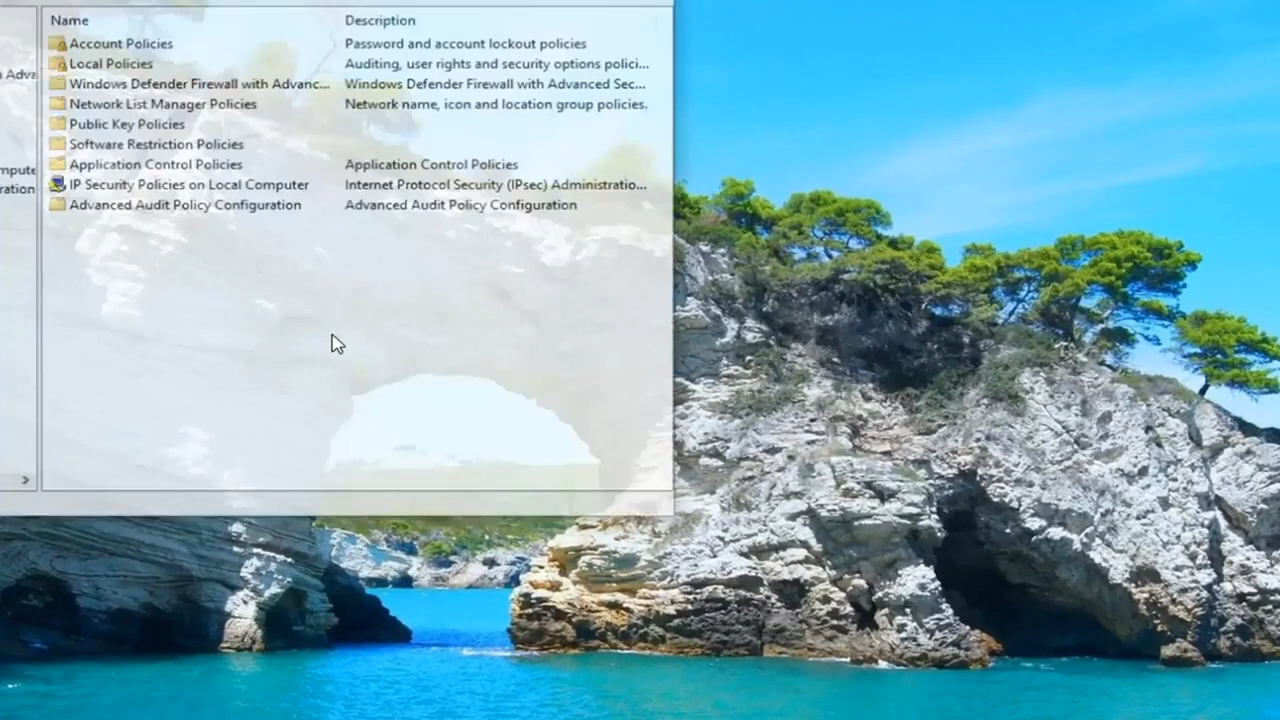 Name Description
Account Policies Password and account lockout policies
Local Policies Auditing, user rights and security options polici...
n Adva
Windows Defender Firewall with Advanc... Windows Defender Firewall with Advanced Sec...
Network List Manager Policies Network name, icon and location group policies.
Public Key Policies
Software Restriction Policies
Application Control Policies Application Control Policies
mpute
IP Security Policies on Local Computer Internet Protocol Security (IPsec) Administratio...
ration
Advanced Audit Policy Configuration Advanced Audit Policy Configuration